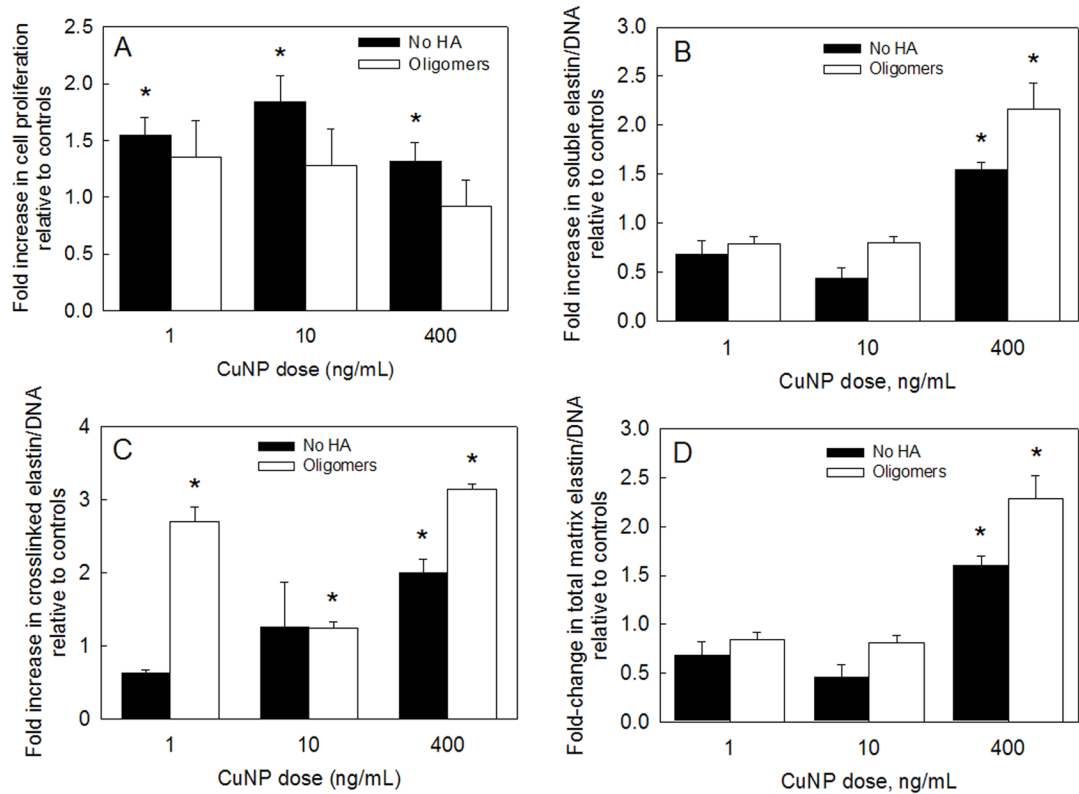 A
No HA
Oligomers
Fold increase in cell proliferation
relative to controls
2.5
2.0
1.5
1.0
0.5
0.0
*
*
*
1
10
400
CuNP dose (ng/mL)
B
No HA
Oligomers
Fold increase in soluble elastin/DNA
relative to controls
3.0
2.5
2.0
1.5
1.0
0.5
0.0
*
*
1
10
400
CuNP dose, ng/mL
C
No HA
Oligomers
Fold increase in crosslinked elastin/DNA
relative to controls
4
3
2
1
0
*
*
*
*
1
10
400
CuNP dose (ng/mL)
D
No HA
Oligomers
Fold-change in total matrix elastin/DNA
relative to controls
3.0
2.5
2.0
1.5
1.0
0.5
0.0
*
*
1
10
400
CuNP dose, ng/mL